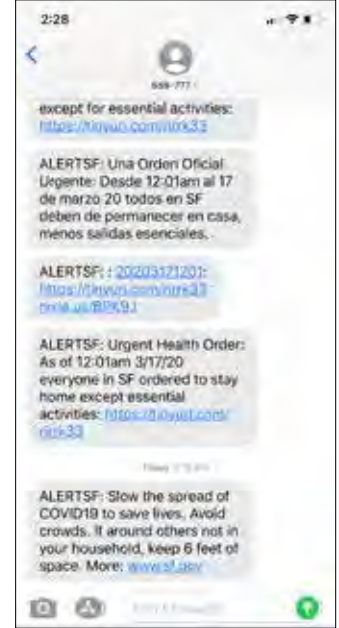 2:28
except for essential activities:
ALERTSF: Una Orden Oficial
Urgente: Desde 12:01am al 17
de marzo 20 todos en SF
deben de permanecer en casa,
menos salidas esenciales.
ALERTSF: : 20203171201:
ALERTSF: Urgent Health Order:
As of 12:01am 3/17/20
everyone in SF ordered to stay
home except essential
activities:
ALERTSF: Slow the spread of
COVID19 to save lives. Avoid
crowds. If around others not in
your household, keep 6 feet of
space. More: www.sf.gov